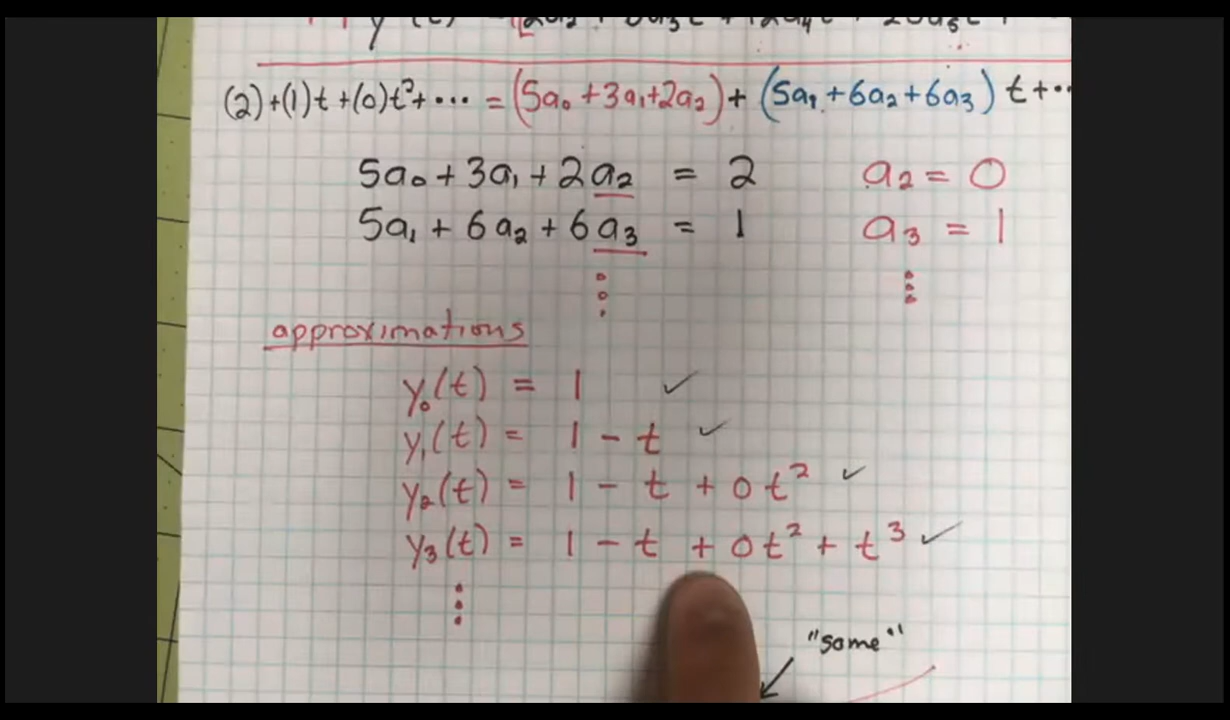 (2)+(1)t+(0)t²+... = (5a₀+3a₁+2a₂)+(5a₁+6a₂+6a₃)t+..
5a₀+3a₁+2a₂ = 2 a₂ = 0
5a₁+6a₂+6a₃ = 1 a₃ = 1
approximations
y₀(t) = 1 ✓
y₁(t) = 1 - t ✓
y₂(t) = 1 - t + 0t² ✓
y₃(t) = 1 - t + 0t² + t³ ✓
"some"